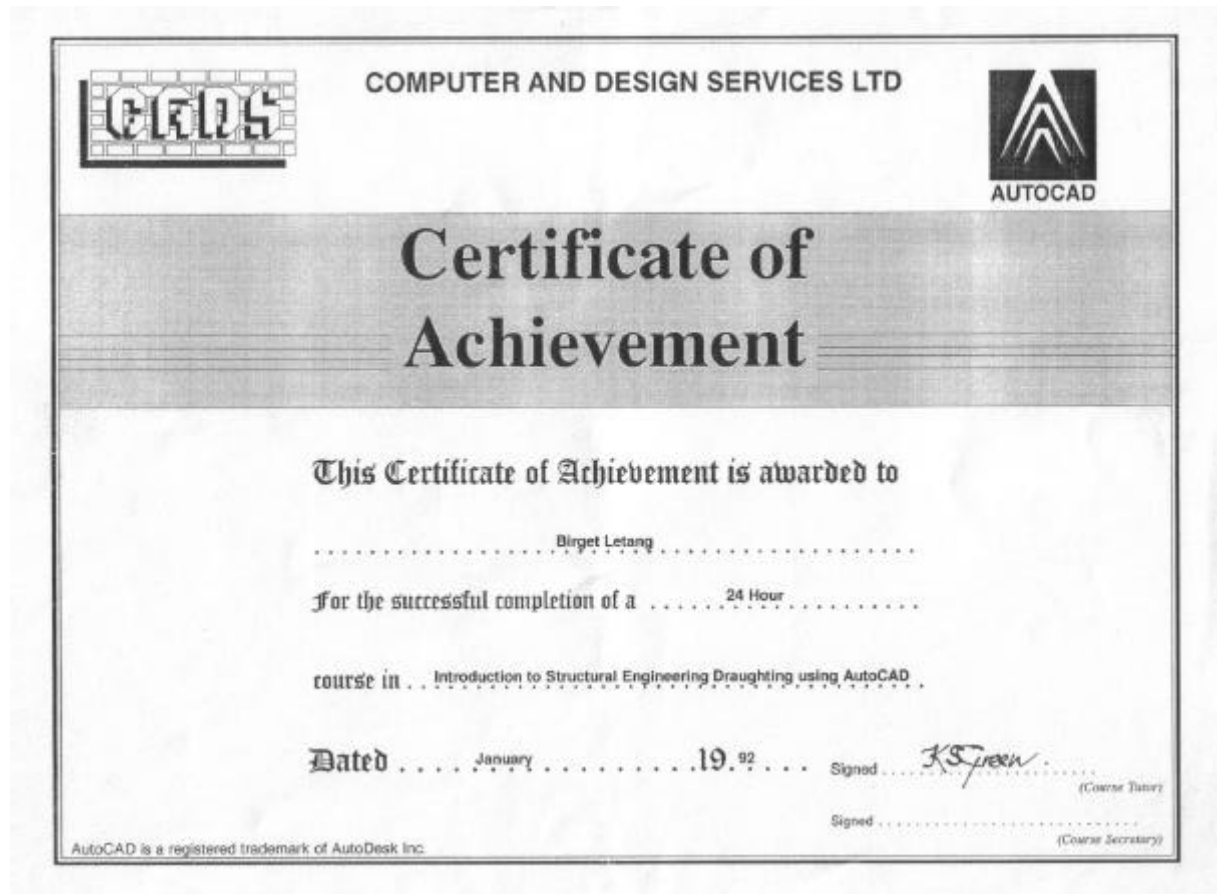 COMPUTER AND DESIGN SERVICES LTD
CADS
AUTOCAD
Certificate of
Achievement
This Certificate of Achievement is awarded to
Birget Letang
For the successful completion of a 24 Hour
course in Introduction to Structural Engineering Draughting using AutoCAD
Dated January 19 92
Signed KSGreen
(Course Tutor)
Signed
(Course Secretary)
AutoCAD is a registered trademark of AutoDesk Inc.